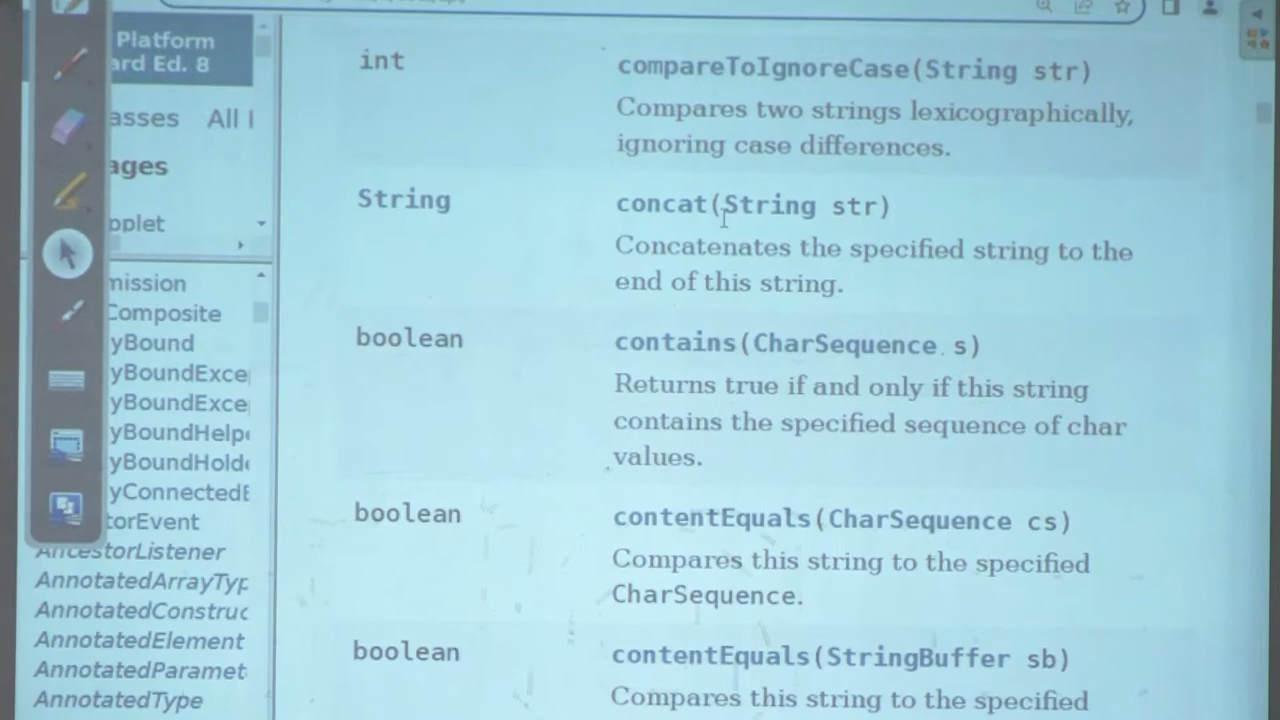 Platform
ard Ed. 8
asses All
ages
pplet
mission
Composite
yBound
yBoundExce
yBoundExce
yBoundHelp
yBoundHold
yConnectedE
torEvent
AncestorListener
AnnotatedArrayTyp
AnnotatedConstruc
AnnotatedElement
AnnotatedParamet
AnnotatedType
int compareToIgnoreCase(String str)
Compares two strings lexicographically,
ignoring case differences.
String concat(String str)
Concatenates the specified string to the
end of this string.
boolean contains(CharSequence s)
Returns true if and only if this string
contains the specified sequence of char
values.
boolean contentEquals(CharSequence cs)
Compares this string to the specified
CharSequence.
boolean contentEquals(StringBuffer sb)
Compares this string to the specified